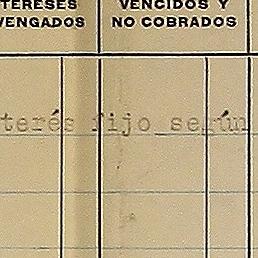 TERESES
VENGADOS
VENCIDOS Y
NO COBRADOS
terés fijo según